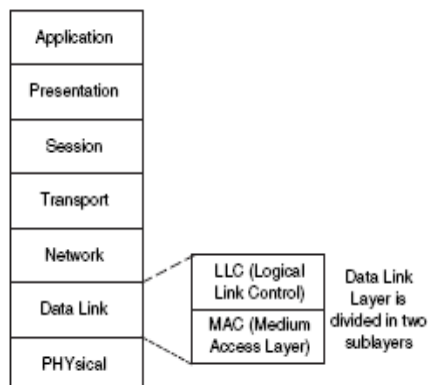 Application
Presentation
Session
Transport
Network
Data Link
PHYsical
LLC (Logical
Link Control)
MAC (Medium
Access Layer)
Data Link
Layer is
divided in two
sublayers